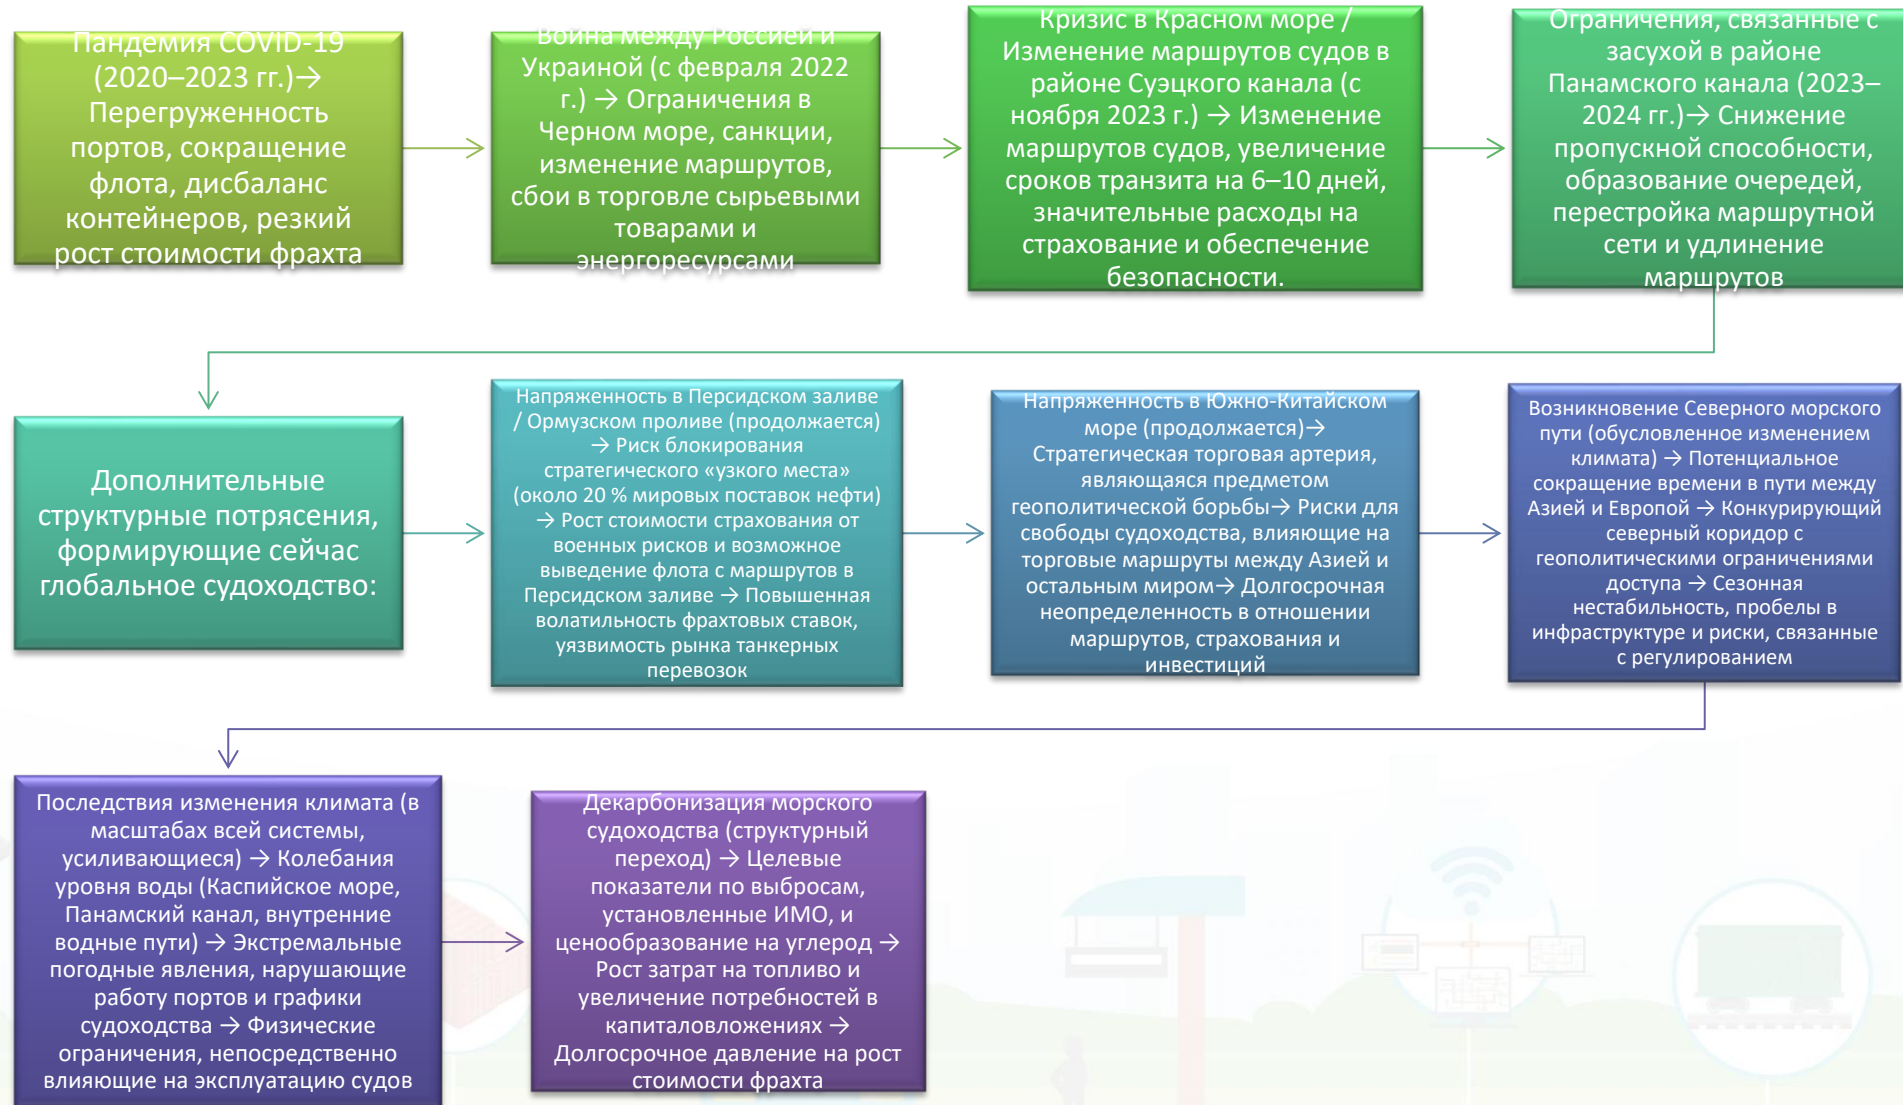 Пандемия COVID-19
(2020–2023 гг.)→
Перегруженность
портов, сокращение
флота, дисбаланс
контейнеров, резкий
рост стоимости фрахта
Война между Россией и
Украиной (с февраля 2022
г.) → Ограничения в
Черном море, санкции,
изменение маршрутов,
сбои в торговле сырьевыми
товарами и
энергоресурсами
Кризис в Красном море /
Изменение маршрутов судов в
районе Суэцкого канала (с
ноября 2023 г.) → Изменение
маршрутов судов, увеличение
сроков транзита на 6–10 дней,
значительные расходы на
страхование и обеспечение
безопасности.
Ограничения, связанные с
засухой в районе
Панамского канала (2023–
2024 гг.)→ Снижение
пропускной способности,
образование очередей,
перестройка маршрутной
сети и удлинение
маршрутов
Дополнительные
структурные потрясения,
формирующие сейчас
глобальное судоходство:
Напряженность в Персидском заливе
/ Ормузском проливе (продолжается)
→ Риск блокирования
стратегического «узкого места»
(около 20 % мировых поставок нефти)
→ Рост стоимости страхования от
военных рисков и возможное
выведение флота с маршрутов в
Персидском заливе → Повышенная
волатильность фрахтовых ставок,
уязвимость рынка танкерных
перевозок
Напряженность в Южно-Китайском
море (продолжается)→
Стратегическая торговая артерия,
являющаяся предметом
геополитической борьбы→ Риски для
свободы судоходства, влияющие на
торговые маршруты между Азией и
остальным миром→ Долгосрочная
неопределенность в отношении
маршрутов, страхования и
инвестиций
Возникновение Северного морского
пути (обусловленное изменением
климата) → Потенциальное
сокращение времени в пути между
Азией и Европой → Конкурирующий
северный коридор с
геополитическими ограничениями
доступа → Сезонная
нестабильность, пробелы в
инфраструктуре и риски, связанные
с регулированием
Последствия изменения климата (в
масштабах всей системы,
усиливающиеся) → Колебания
уровня воды (Каспийское море,
Панамский канал, внутренние
водные пути) → Экстремальные
погодные явления, нарушающие
работу портов и графики
судоходства → Физические
ограничения, непосредственно
влияющие на эксплуатацию судов
Декарбонизация морского
судоходства (структурный
переход) → Целевые
показатели по выбросам,
установленные ИМО, и
ценообразование на углерод →
Рост затрат на топливо и
увеличение потребностей в
капиталовложениях →
Долгосрочное давление на рост
стоимости фрахта